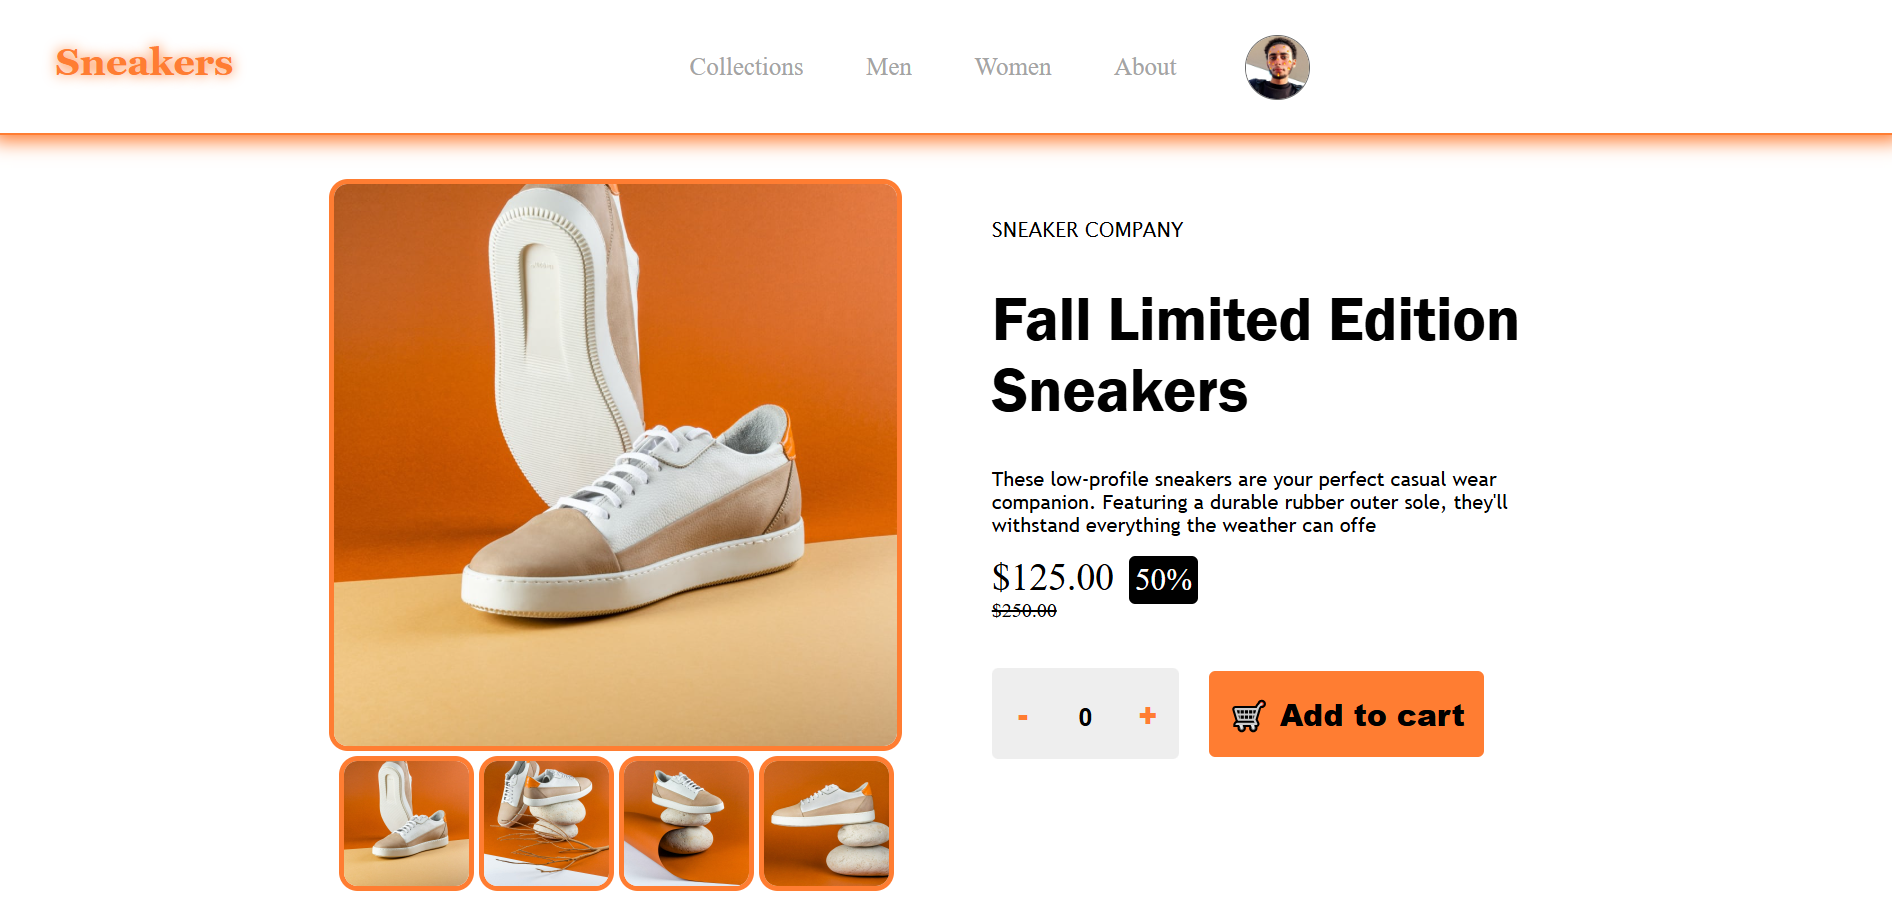 Sneakers
Collections Men Women About
SNEAKER COMPANY
Fall Limited Edition
Sneakers
These low-profile sneakers are your perfect casual wear
companion. Featuring a durable rubber outer sole, they'll
withstand everything the weather can offe
$125.00 50%
$250.00
- 0 + Add to cart